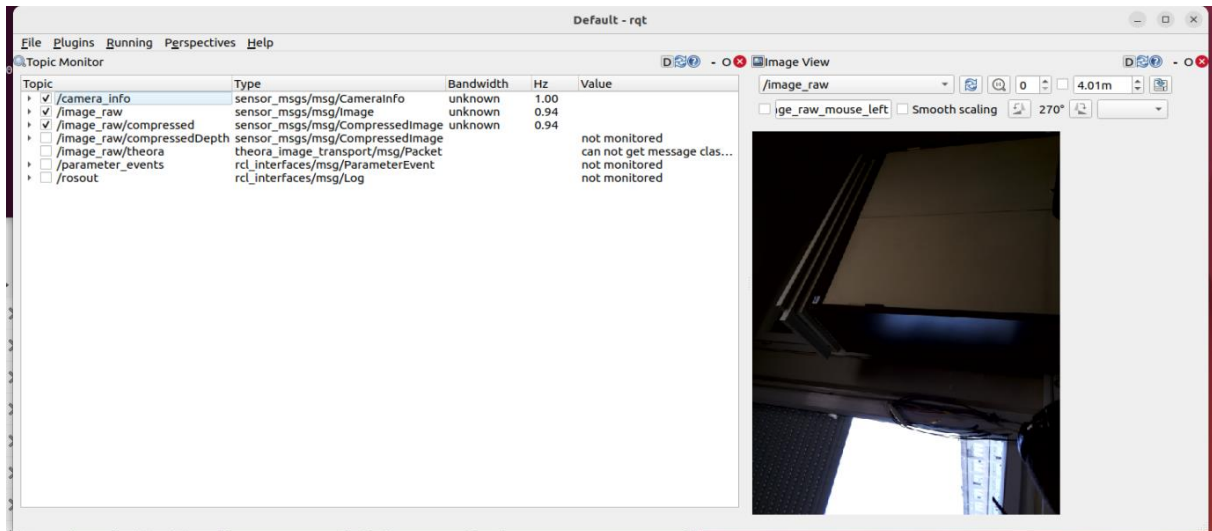 Default - rqt
File Plugins Running Perspectives Help
Topic Monitor
Topic Type Bandwidth Hz Value
/camera_info sensor_msgs/msg/CameraInfo unknown 1.00
/image_raw sensor_msgs/msg/Image unknown 0.94
/image_raw/compressed sensor_msgs/msg/CompressedImage unknown 0.94
/image_raw/compressedDepth sensor_msgs/msg/CompressedImage not monitored
/image_raw/theora theora_image_transport/msg/Packet can not get message clas...
/parameter_events rcl_interfaces/msg/ParameterEvent not monitored
/rosout rcl_interfaces/msg/Log not monitored
D - O
Image View
D - O
/image_raw 0 4.01m
ge_raw_mouse_left Smooth scaling 270°